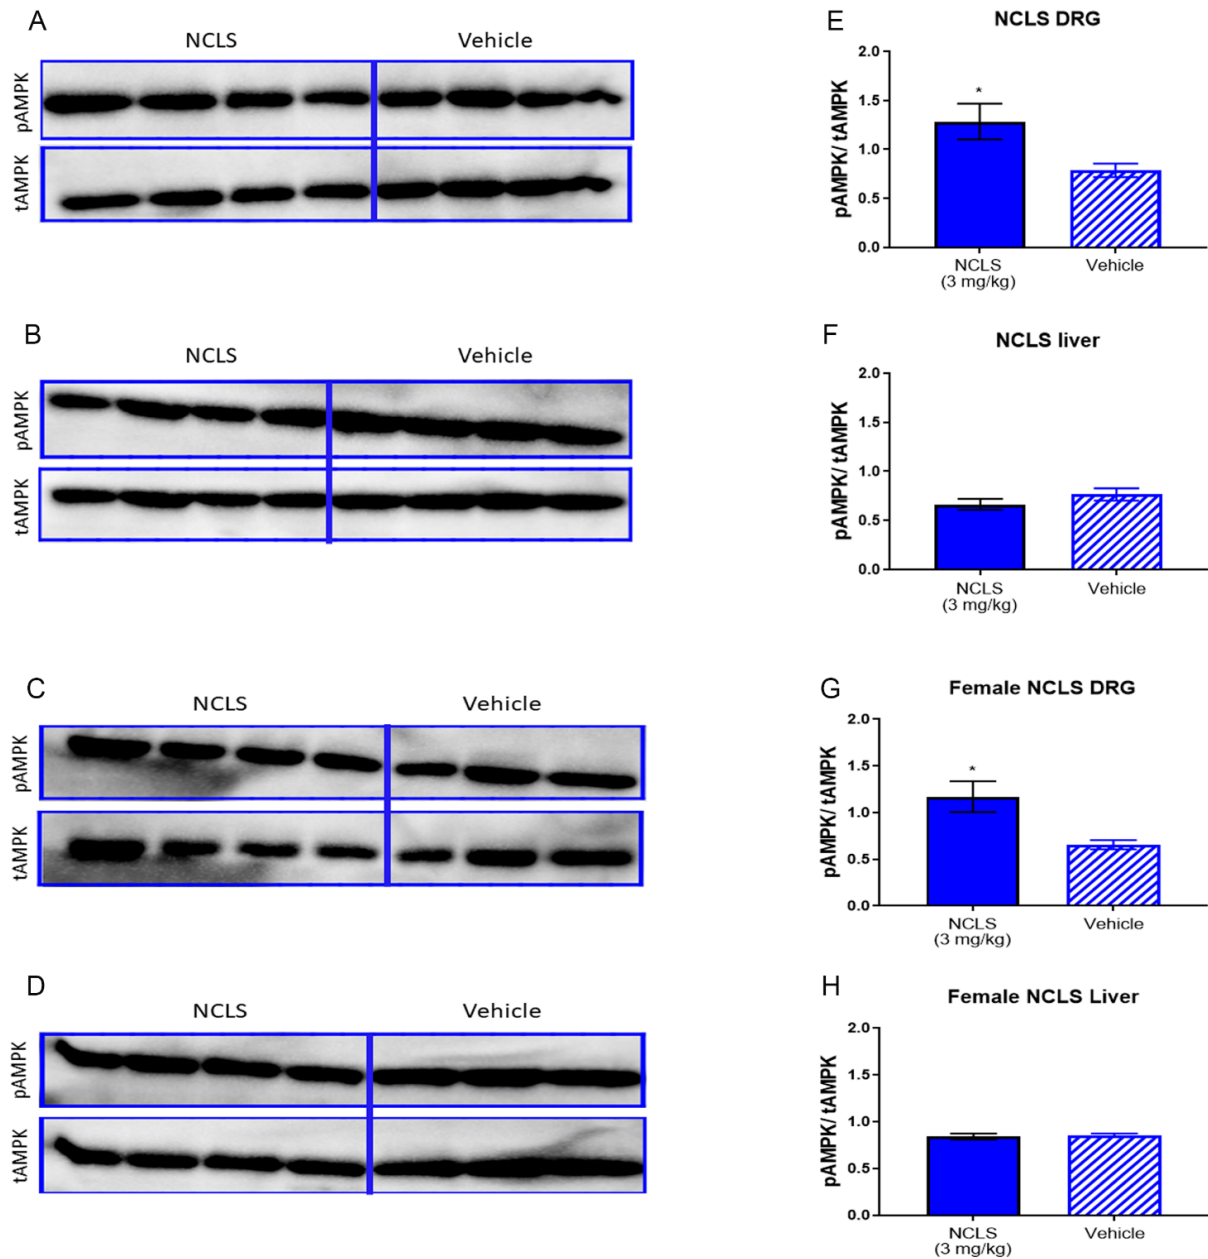 A
NCLS Vehicle
pAMPK
tAMPK
E
NCLS DRG
pAMPK/ tAMPK
2.0
1.5
1.0
0.5
0.0
*
NCLS
(3 mg/kg)
Vehicle
B
NCLS Vehicle
pAMPK
tAMPK
F
NCLS liver
pAMPK/ tAMPK
2.0
1.5
1.0
0.5
0.0
NCLS
(3 mg/kg)
Vehicle
C
NCLS Vehicle
pAMPK
tAMPK
G
Female NCLS DRG
pAMPK/ tAMPK
2.0
1.5
1.0
0.5
0.0
*
NCLS
(3 mg/kg)
Vehicle
D
NCLS Vehicle
pAMPK
tAMPK
H
Female NCLS Liver
pAMPK/ tAMPK
2.0
1.5
1.0
0.5
0.0
NCLS
(3 mg/kg)
Vehicle